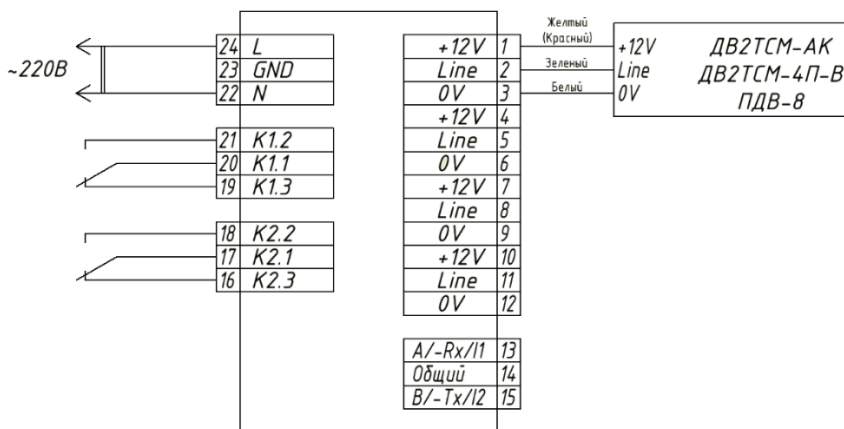 ~220В
24 L
23 GND
22 N
21 K1.2
20 K1.1
19 K1.3
18 K2.2
17 K2.1
16 K2.3
+12V 1
Line 2
0V 3
+12V 4
Line 5
0V 6
+12V 7
Line 8
0V 9
+12V 10
Line 11
0V 12
A/-Rx/I1 13
Общий 14
B/-Tx/I2 15
Желтый
(Красный)
Зеленый
Белый
+12V
Line
0V
ДВ2ТСМ-АК
ДВ2ТСМ-4П-В
ПДВ-8